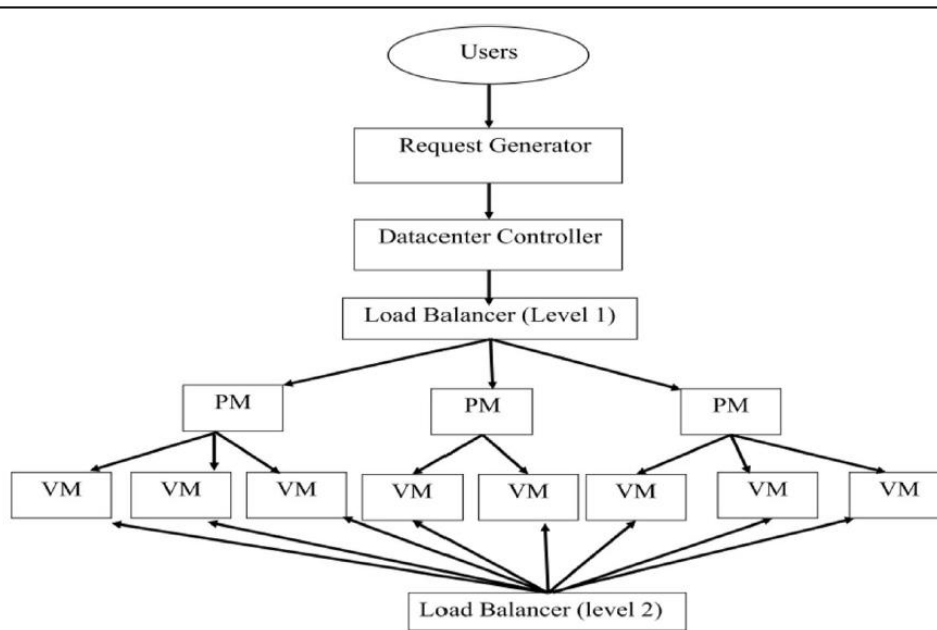 Users
Request Generator
Datacenter Controller
Load Balancer (Level 1)
PM
PM
PM
VM
VM
VM
VM
VM
VM
VM
VM
Load Balancer (level 2)